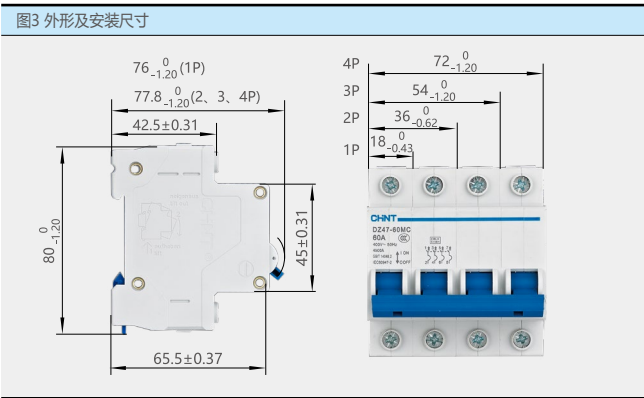 图3 外形及安装尺寸
76 0 -1.20 (1P)
77.8 0 -1.20 (2、3、4P)
42.5±0.31
80 0 -1.20
45±0.31
65.5±0.37
4P 72 0 -1.20
3P 54 0 -1.20
2P 36 0 -0.62
1P 18 0 -0.43
CHNT
DZ47-60MC
60A
I ON
O OFF